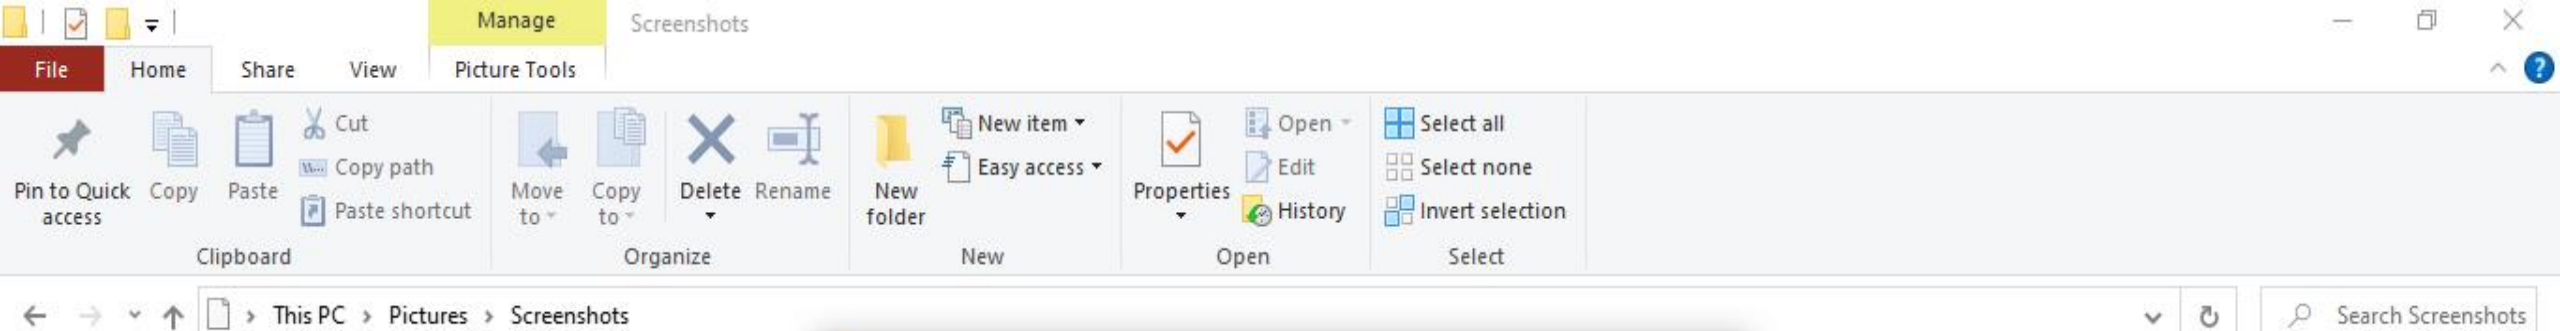 Manage Screenshots
File Home Share View Picture Tools
Pin to Quick access
Copy
Paste
Cut
Copy path
Paste shortcut
Clipboard
Move to
Copy to
Delete
Rename
Organize
New folder
New item
Easy access
New
Properties
Open
Edit
History
Open
Select all
Select none
Invert selection
Select
This PC > Pictures > Screenshots
Search Screenshots